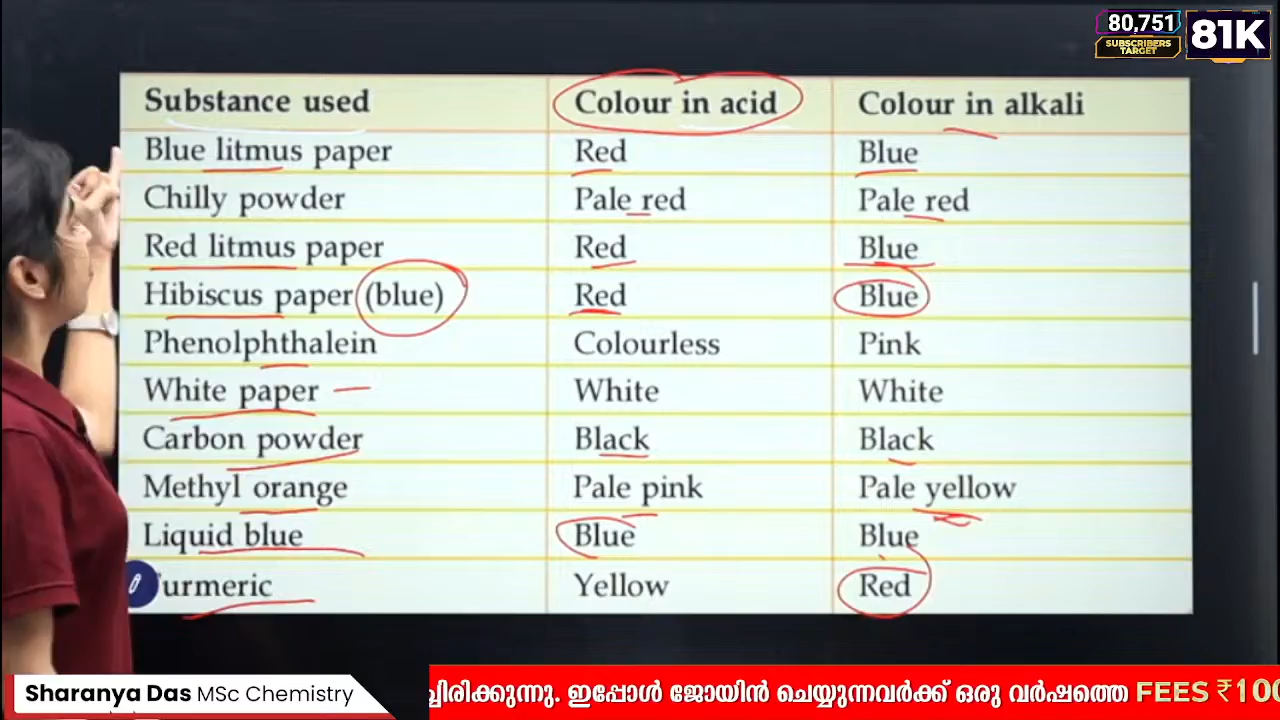 80,751
SUBSCRIBERS
TARGET
81K
Substance used Colour in acid Colour in alkali
Blue litmus paper Red Blue
Chilly powder Pale red Pale red
Red litmus paper Red Blue
Hibiscus paper (blue) Red Blue
Phenolphthalein Colourless Pink
White paper White White
Carbon powder Black Black
Methyl orange Pale pink Pale yellow
Liquid blue Blue Blue
urmeric Yellow Red
Sharanya Das MSc Chemistry
ച്ചിരിക്കുന്നു. ഇപ്പോൾ ജോയിൻ ചെയ്യുന്നവർക്ക് ഒരു വർഷത്തെ FEES ₹100